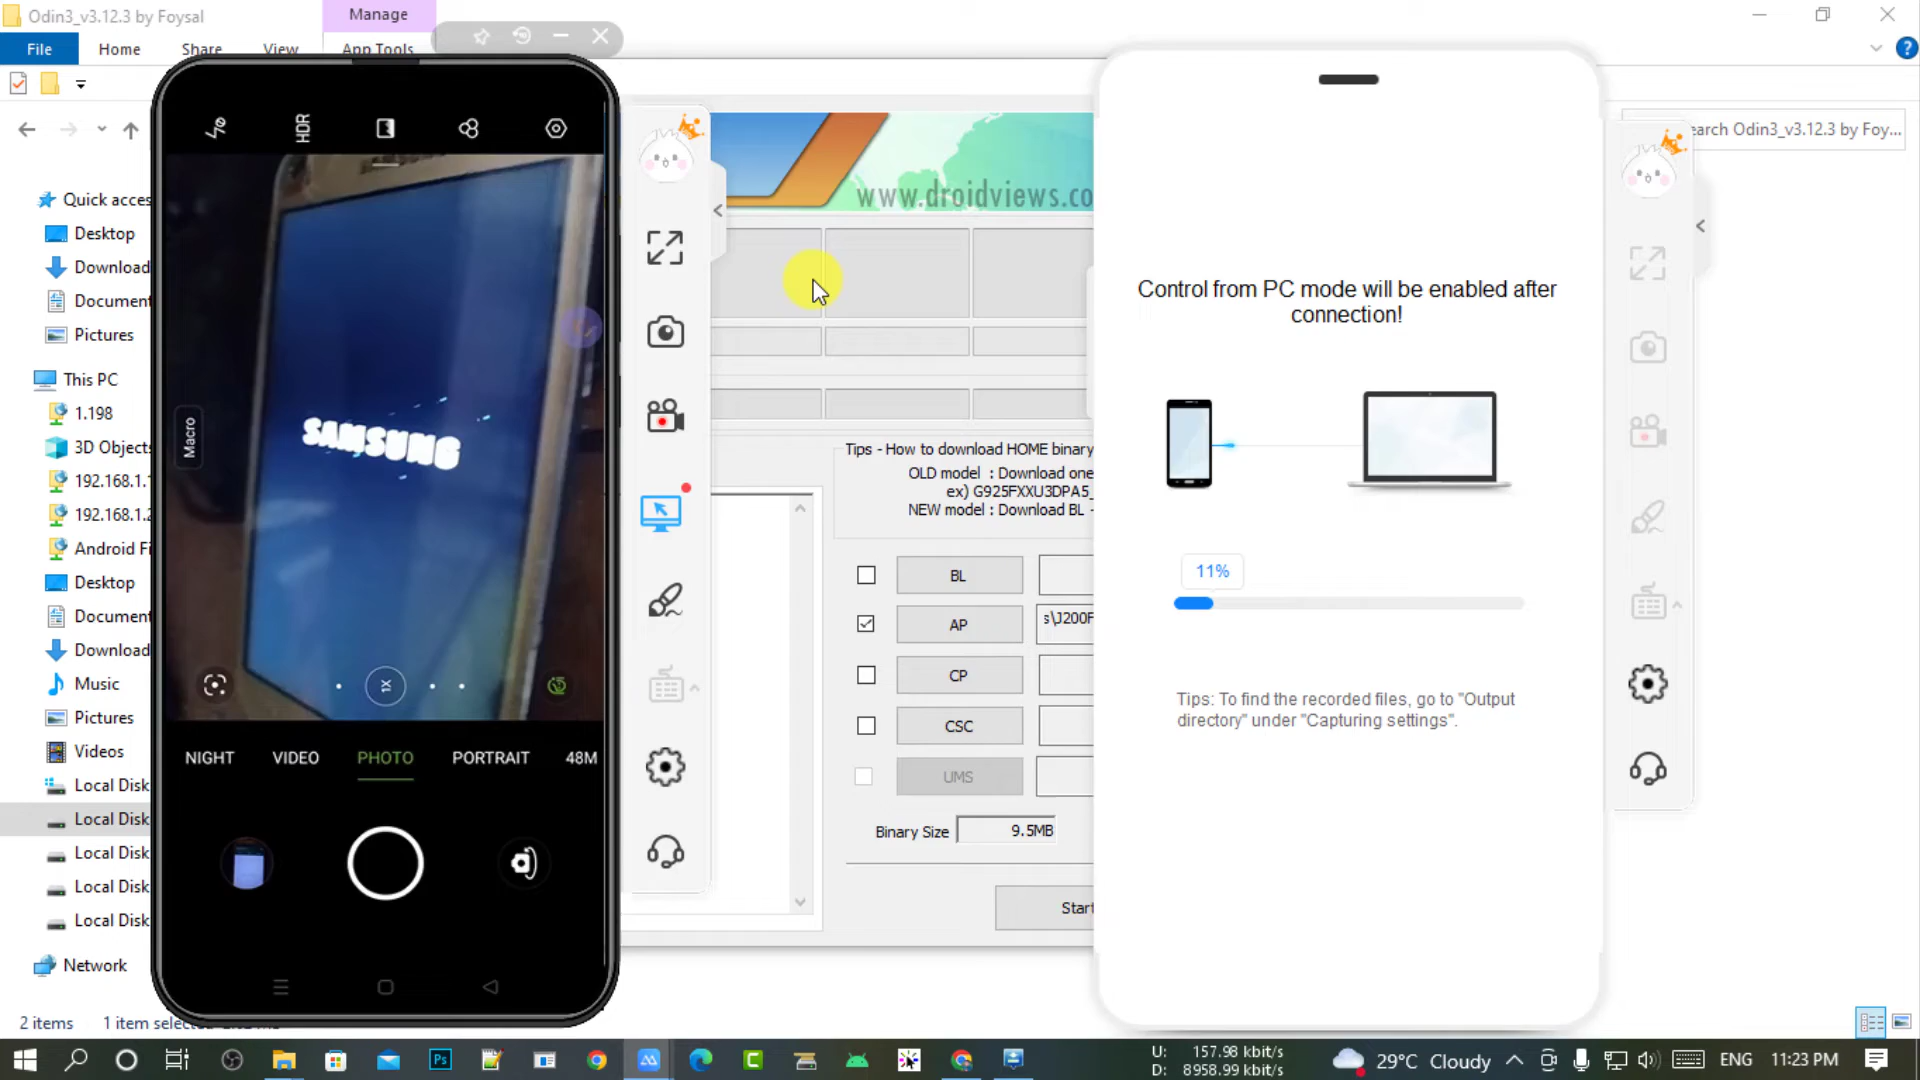 Odin3_v3.12.3 by Foysal
Manage
File
Home
Share
View
App Tools
earch Odin3_v3.12.3 by Foy...
HDR
www.droidviews.co
Quick acces
Desktop
Download
Document
Pictures
This PC
1.198
3D Objects
192.168.1.1
192.168.1.2
Android Fi
Desktop
Document
Download
Music
Pictures
Videos
Local Disk
Local Disk
Local Disk
Local Disk
Local Disk
Network
2 items
1 item selec
SAMSUNG
Macro
1X
NIGHT
VIDEO
PHOTO
PORTRAIT
48M
Tips - How to download HOME binary
OLD model : Download one
ex) G925FXXU3DPA5_
NEW model : Download BL -
BL
AP
s\J200F
CP
CSC
UMS
Binary Size
9.5MB
Start
Control from PC mode will be enabled after
connection!
11%
Tips: To find the recorded files, go to "Output
directory" under "Capturing settings".
U: 157.98 kbit/s
D: 8958.99 kbit/s
29°C Cloudy
ENG
11:23 PM